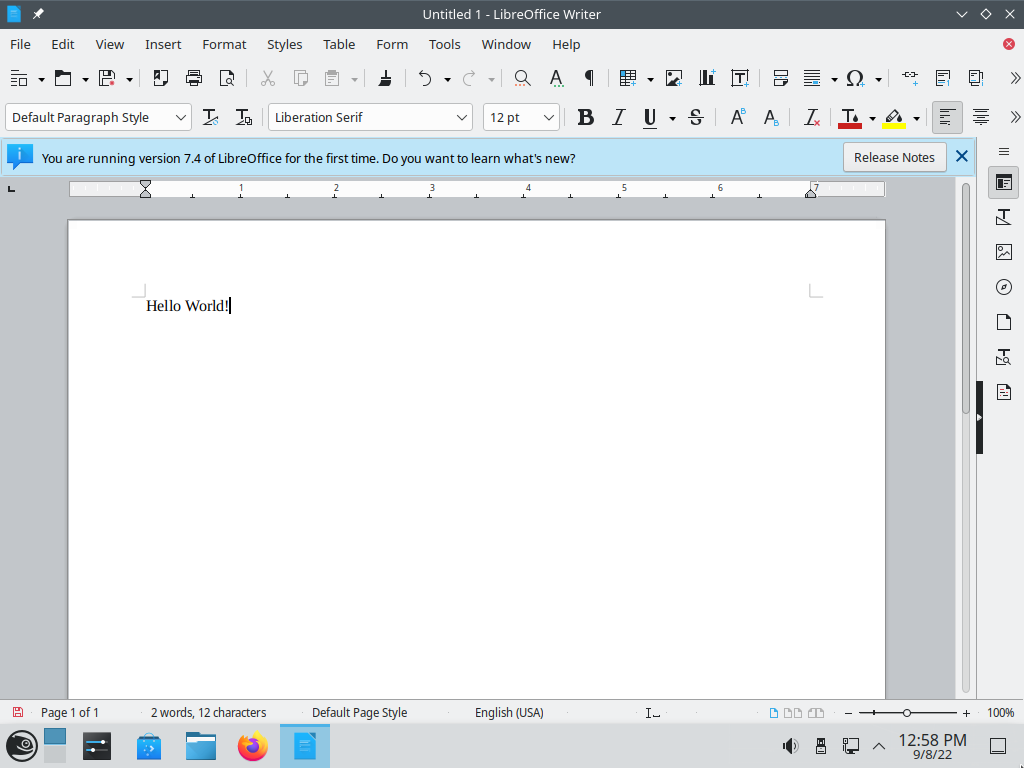 Untitled 1 - LibreOffice Writer
File Edit View Insert Format Styles Table Form Tools Window Help
Default Paragraph Style Liberation Serif 12 pt
You are running version 7.4 of LibreOffice for the first time. Do you want to learn what's new? Release Notes
1 2 3 4 5 6 7
Hello World!
Page 1 of 1 2 words, 12 characters Default Page Style English (USA) 100%
12:58 PM
9/8/22